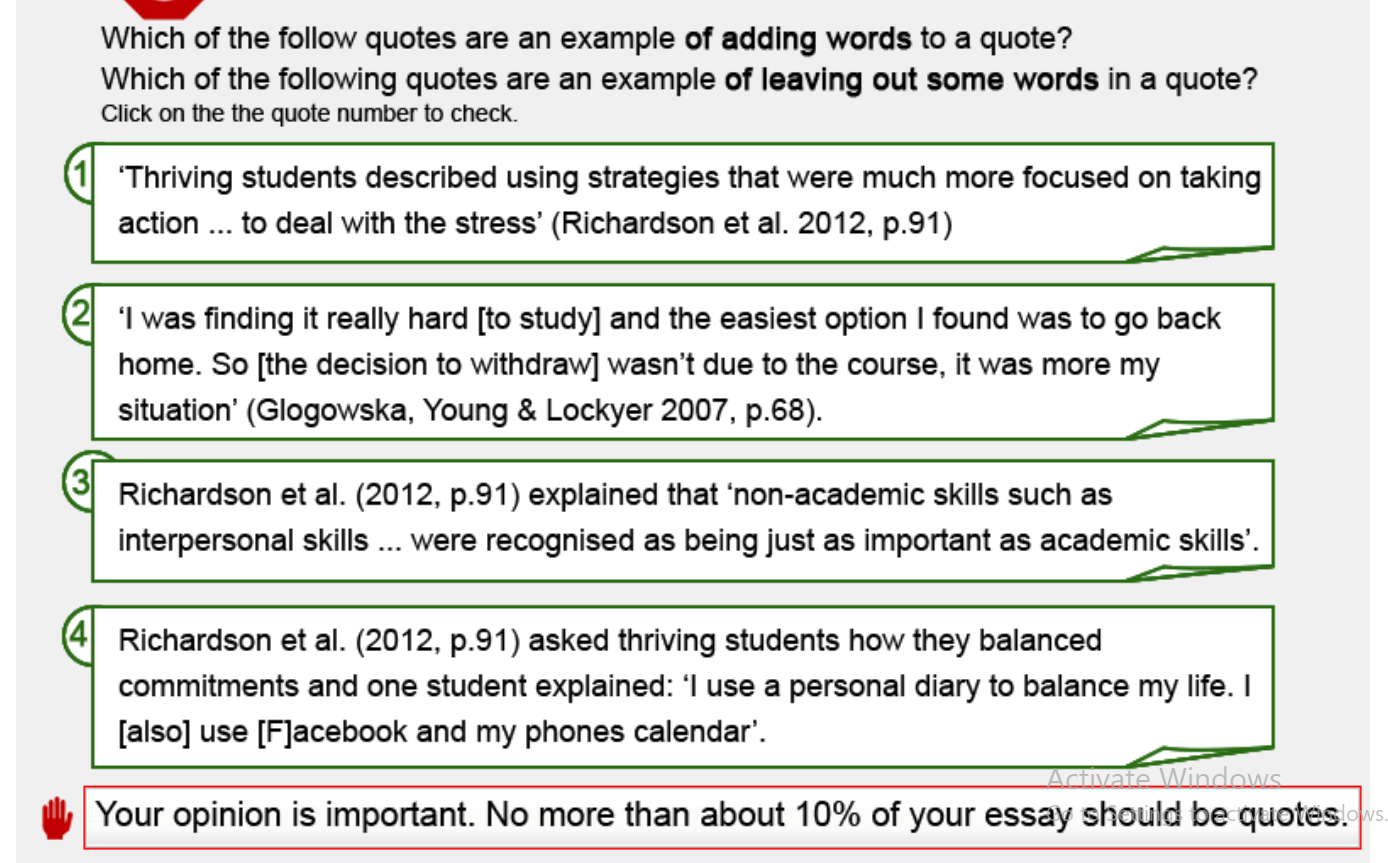 Which of the follow quotes are an example of adding words to a quote?
Which of the following quotes are an example of leaving out some words in a quote?
Click on the the quote number to check.
1
‘Thriving students described using strategies that were much more focused on taking
action ... to deal with the stress’ (Richardson et al. 2012, p.91)
2
‘I was finding it really hard [to study] and the easiest option I found was to go back
home. So [the decision to withdraw] wasn’t due to the course, it was more my
situation’ (Glogowska, Young & Lockyer 2007, p.68).
3
Richardson et al. (2012, p.91) explained that ‘non-academic skills such as
interpersonal skills ... were recognised as being just as important as academic skills’.
4
Richardson et al. (2012, p.91) asked thriving students how they balanced
commitments and one student explained: ‘I use a personal diary to balance my life. I
[also] use [F]acebook and my phones calendar’.
Activate Windows
Your opinion is important. No more than about 10% of your essay should be quotes.
Go to Settings to activate Windows.